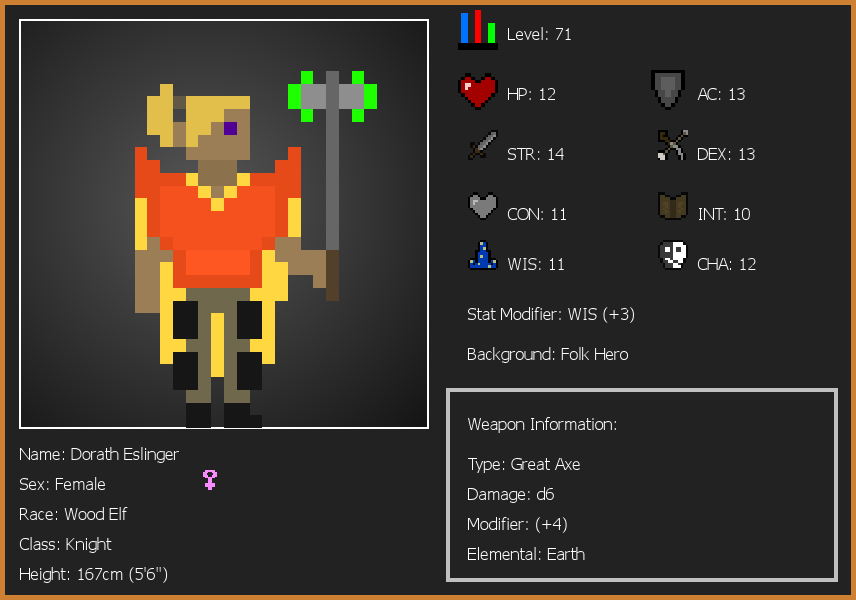 Level: 71
HP: 12
AC: 13
STR: 14
DEX: 13
CON: 11
INT: 10
WIS: 11
CHA: 12
Stat Modifier: WIS (+3)
Background: Folk Hero
Weapon Information:
Type: Great Axe
Damage: d6
Modifier: (+4)
Elemental: Earth
Name: Dorath Eslinger
Sex: Female
Race: Wood Elf
Class: Knight
Height: 167cm (5'6")